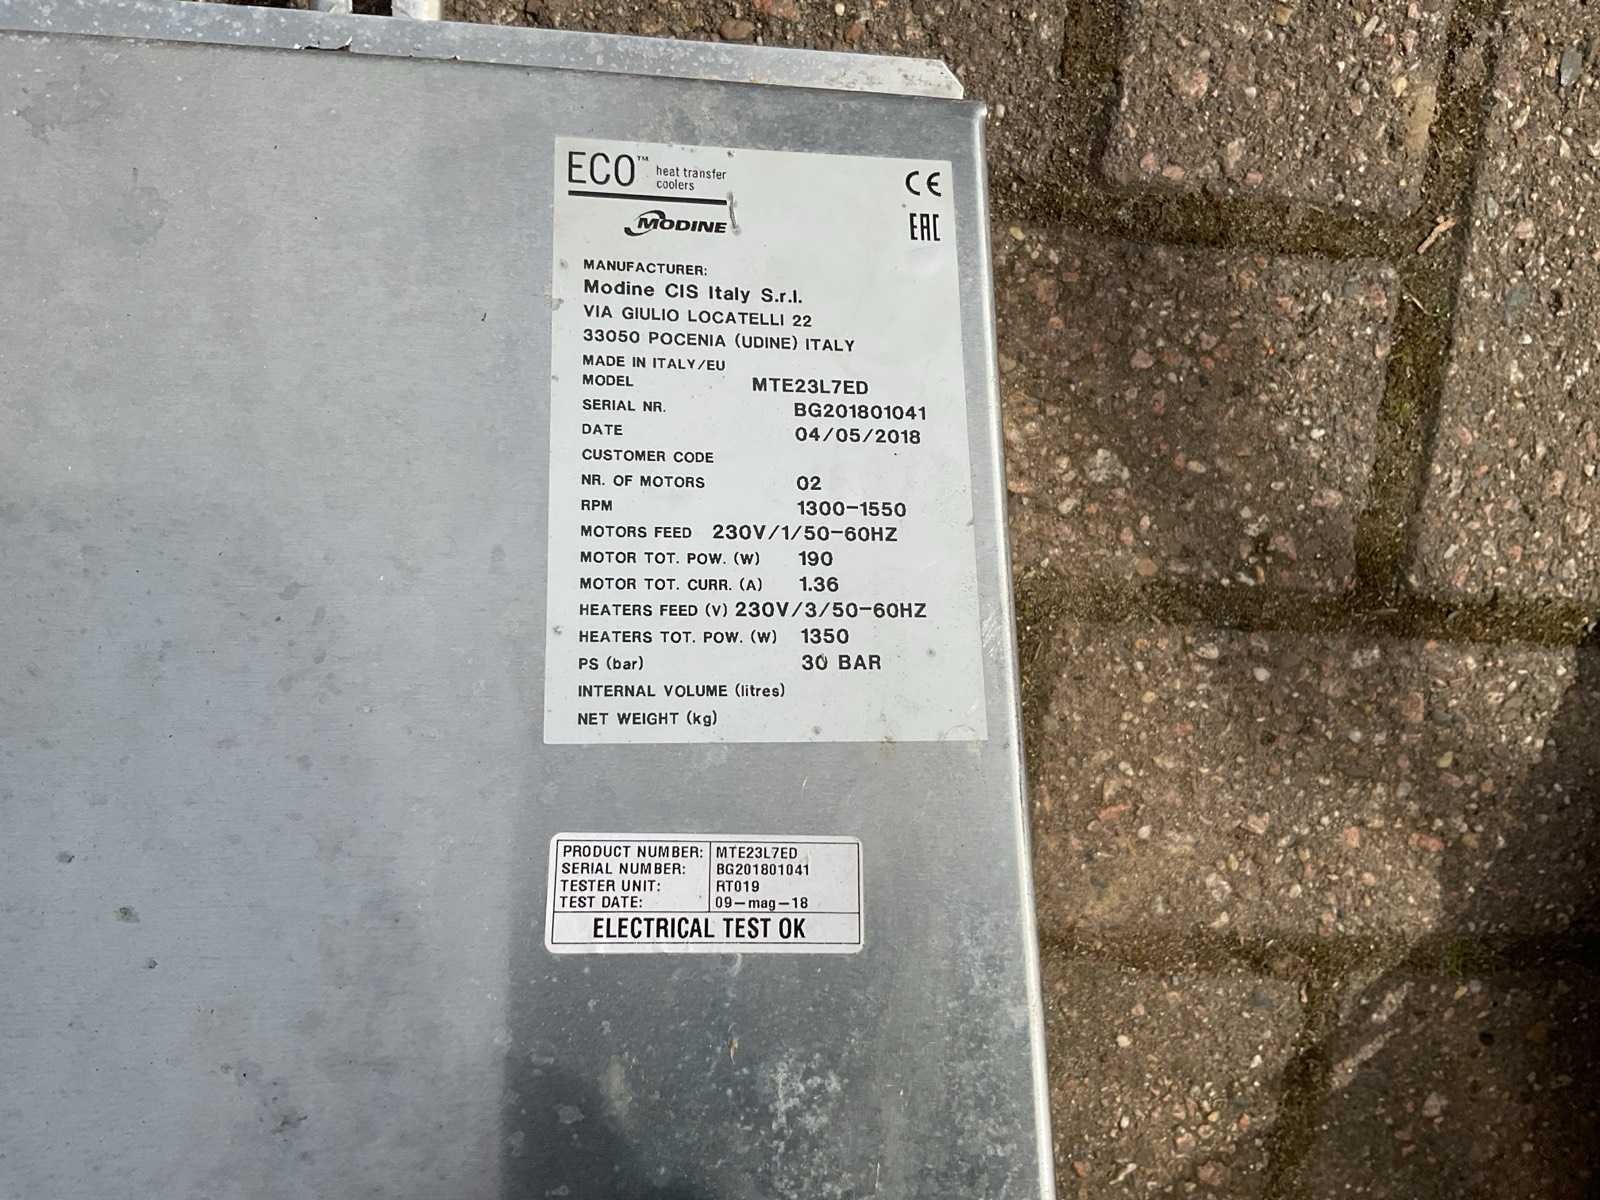 ECO™ heat transfer coolers
MODINE
CE
EAC
MANUFACTURER:
Modine CIS Italy S.r.l.
VIA GIULIO LOCATELLI 22
33050 POCENIA (UDINE) ITALY
MADE IN ITALY/EU
MODEL MTE23L7ED
SERIAL NR. BG201801041
DATE 04/05/2018
CUSTOMER CODE
NR. OF MOTORS 02
RPM 1300-1550
MOTORS FEED 230V/1/50-60HZ
MOTOR TOT. POW. (W) 190
MOTOR TOT. CURR. (A) 1.36
HEATERS FEED (V) 230V/3/50-60HZ
HEATERS TOT. POW. (W) 1350
PS (bar) 30 BAR
INTERNAL VOLUME (litres)
NET WEIGHT (kg)
PRODUCT NUMBER: MTE23L7ED
SERIAL NUMBER: BG201801041
TESTER UNIT: RT019
TEST DATE: 09-mag-18
ELECTRICAL TEST OK